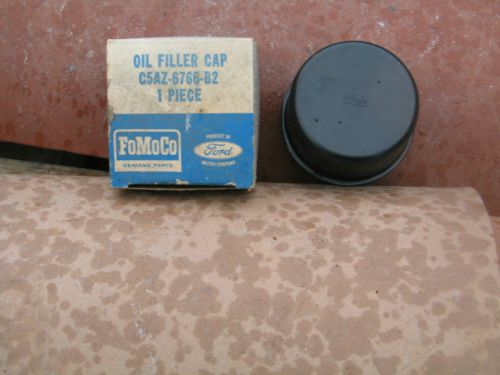 OIL FILLER CAP
C5AZ-6766-B2
1 PIECE
FoMoCo
GENUINE PARTS
PRODUCT OF
Ford
MOTOR COMPANY